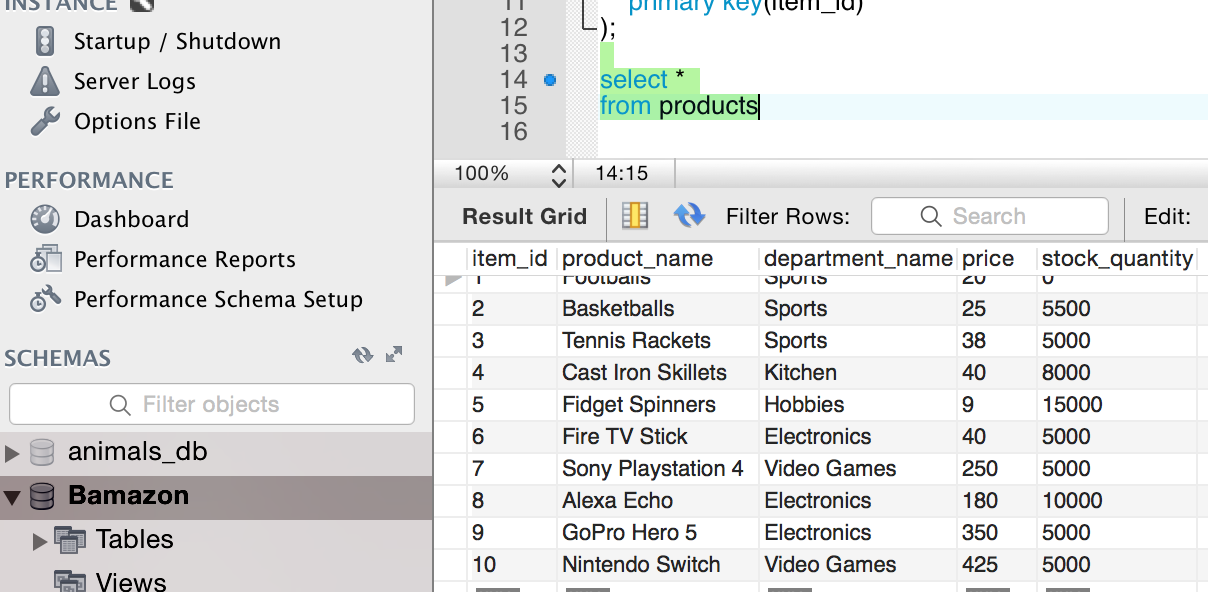 INSTANCE
Startup / Shutdown
Server Logs
Options File
PERFORMANCE
Dashboard
Performance Reports
Performance Schema Setup
SCHEMAS
Filter objects
animals_db
Bamazon
Tables
Views
11 primary key(item_id)
12 );
13
14 select *
15 from products
16
100% 14:15
Result Grid Filter Rows: Search Edit:
item_id product_name department_name price stock_quantity
1 Footballs Sports 20 0
2 Basketballs Sports 25 5500
3 Tennis Rackets Sports 38 5000
4 Cast Iron Skillets Kitchen 40 8000
5 Fidget Spinners Hobbies 9 15000
6 Fire TV Stick Electronics 40 5000
7 Sony Playstation 4 Video Games 250 5000
8 Alexa Echo Electronics 180 10000
9 GoPro Hero 5 Electronics 350 5000
10 Nintendo Switch Video Games 425 5000